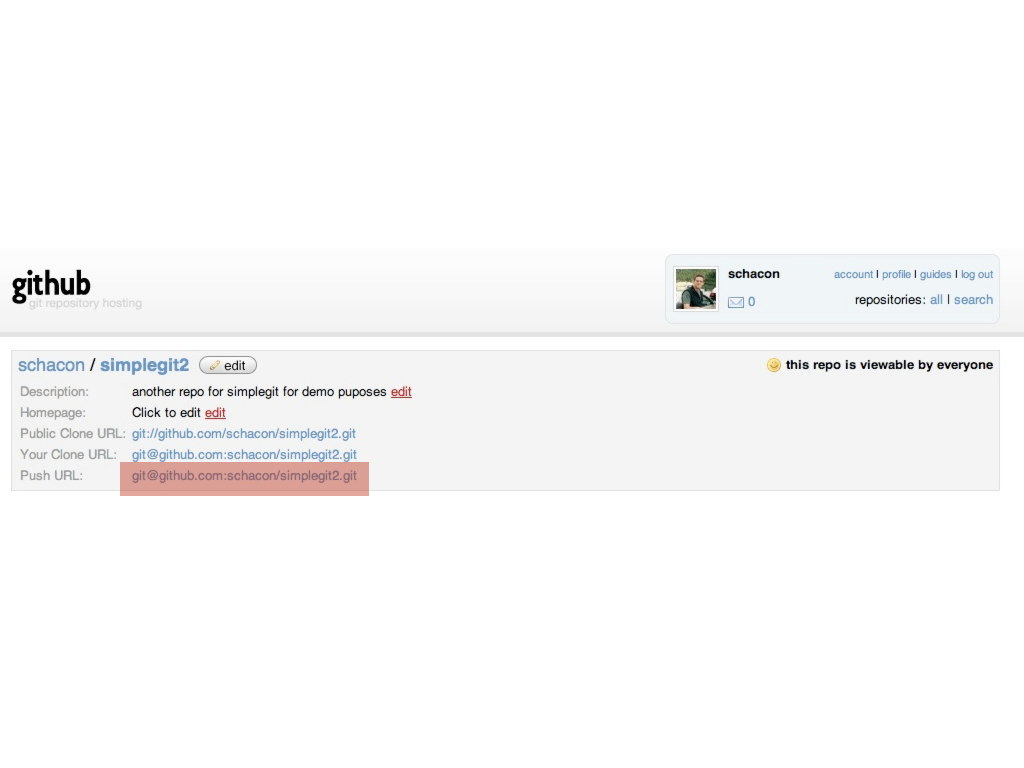 github
git repository hosting
schacon
account | profile | guides | log out
0
repositories: all | search
schacon / simplegit2 edit
this repo is viewable by everyone
Description: another repo for simplegit for demo puposes edit
Homepage: Click to edit edit
Public Clone URL: git://github.com/schacon/simplegit2.git
Your Clone URL: git@github.com:schacon/simplegit2.git
Push URL: git@github.com:schacon/simplegit2.git